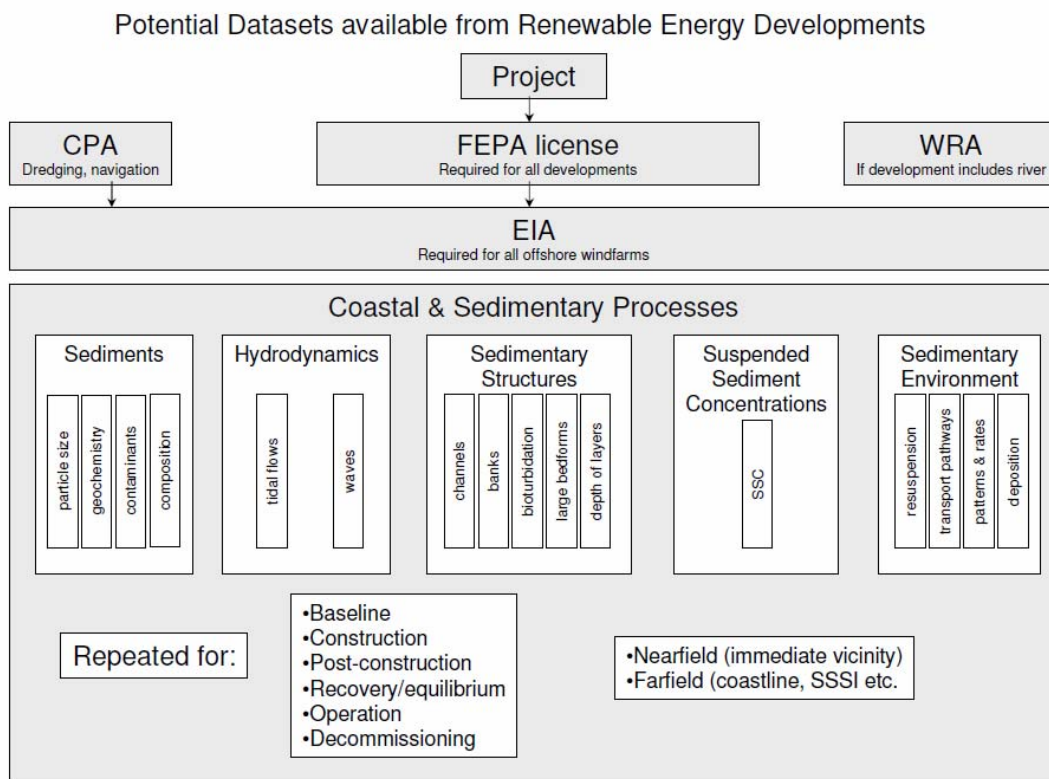 Potential Datasets available from Renewable Energy Developments
Project
CPA
Dredging, navigation
FEPA license
Required for all developments
WRA
If development includes river
EIA
Required for all offshore windfarms
Coastal & Sedimentary Processes
Sediments
particle size
geochemistry
contaminants
composition
Hydrodynamics
tidal flows
waves
Sedimentary
Structures
channels
banks
bioturbidation
large bedforms
depth of layers
Suspended
Sediment
Concentrations
SSC
Sedimentary
Environment
resuspension
transport pathways
patterns & rates
deposition
Repeated for:
•Baseline
•Construction
•Post-construction
•Recovery/equilibrium
•Operation
•Decommissioning
•Nearfield (immediate vicinity)
•Farfield (coastline, SSSI etc.